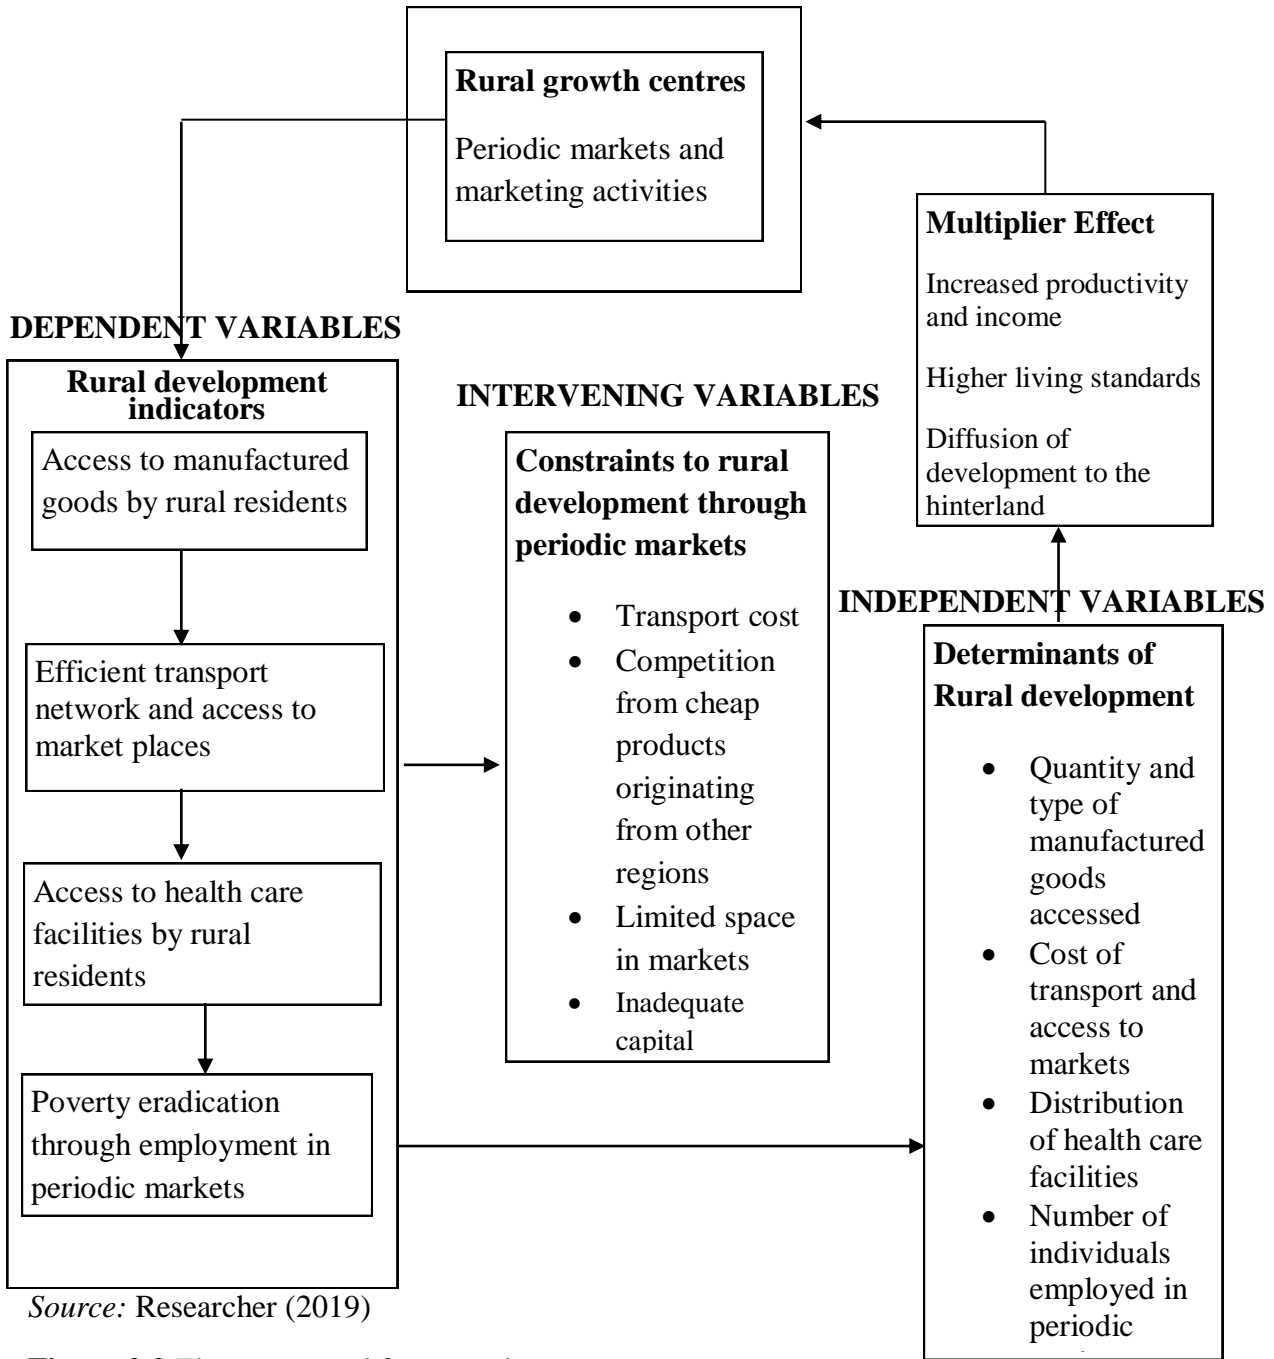 Rural growth centres
Periodic markets and
marketing activities
Multiplier Effect
Increased productivity
and income
Higher living standards
Diffusion of
development to the
hinterland
DEPENDENT VARIABLES
Rural development
indicators
Access to manufactured
goods by rural residents
Efficient transport
network and access to
market places
Access to health care
facilities by rural
residents
Poverty eradication
through employment in
periodic markets
INTERVENING VARIABLES
Constraints to rural
development through
periodic markets
• Transport cost
• Competition
from cheap
products
originating
from other
regions
• Limited space
in markets
• Inadequate
capital
INDEPENDENT VARIABLES
Determinants of
Rural development
• Quantity and
type of
manufactured
goods
accessed
• Cost of
transport and
access to
markets
• Distribution
of health care
facilities
• Number of
individuals
employed in
periodic
Source: Researcher (2019)